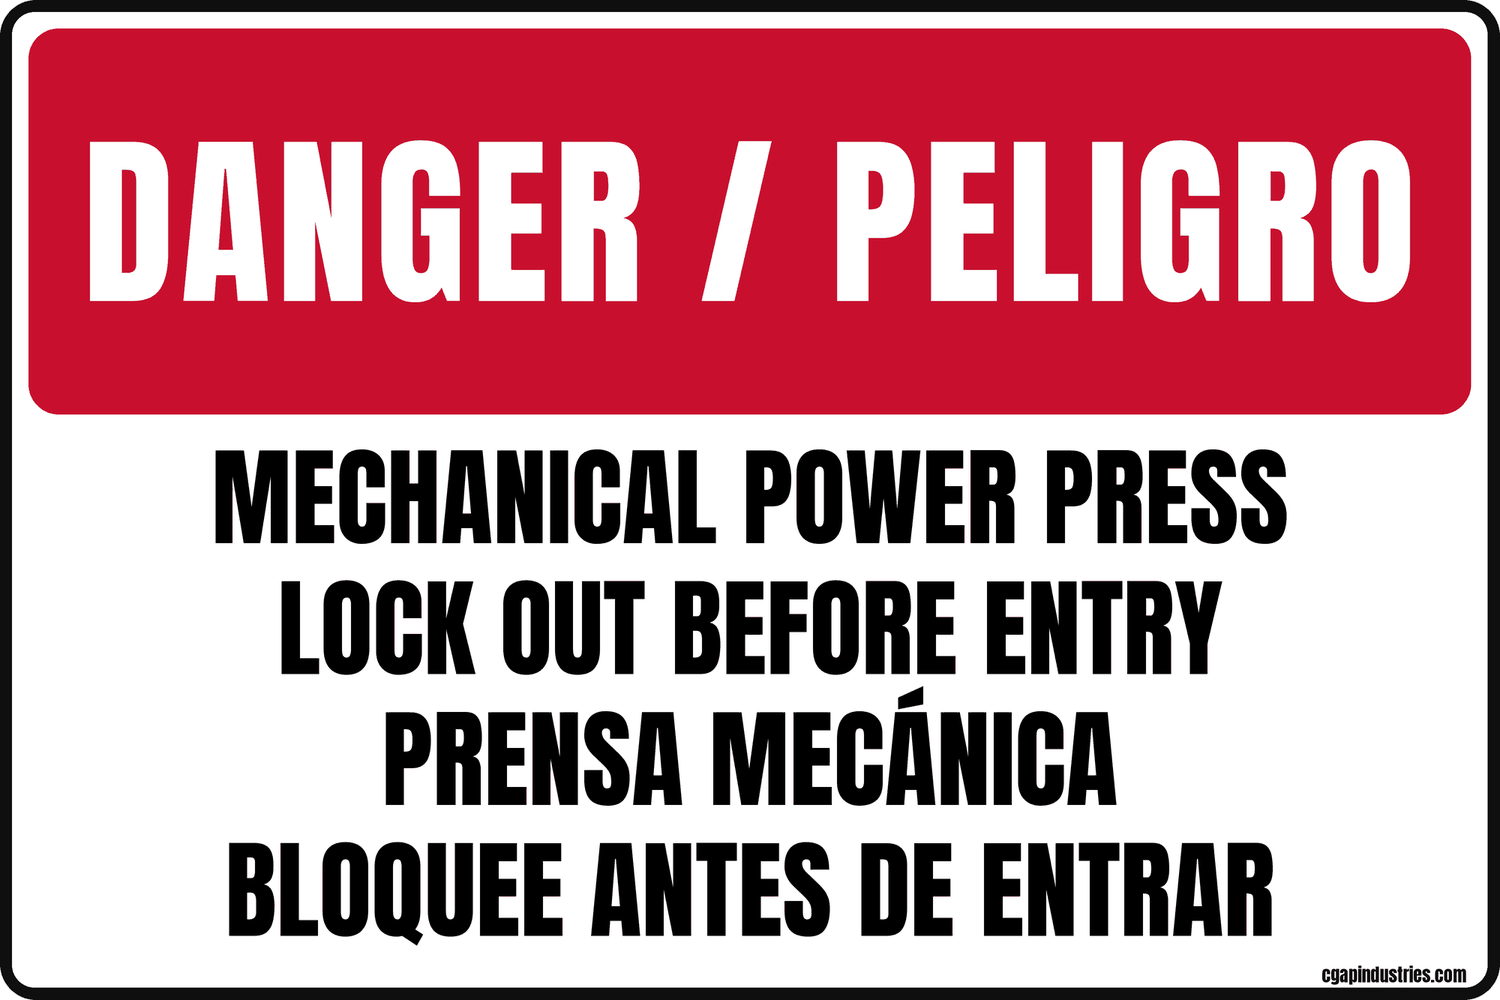 DANGER / PELIGRO
MECHANICAL POWER PRESS
LOCK OUT BEFORE ENTRY
PRENSA MECÁNICA
BLOQUEE ANTES DE ENTRAR
cgapindustries.com